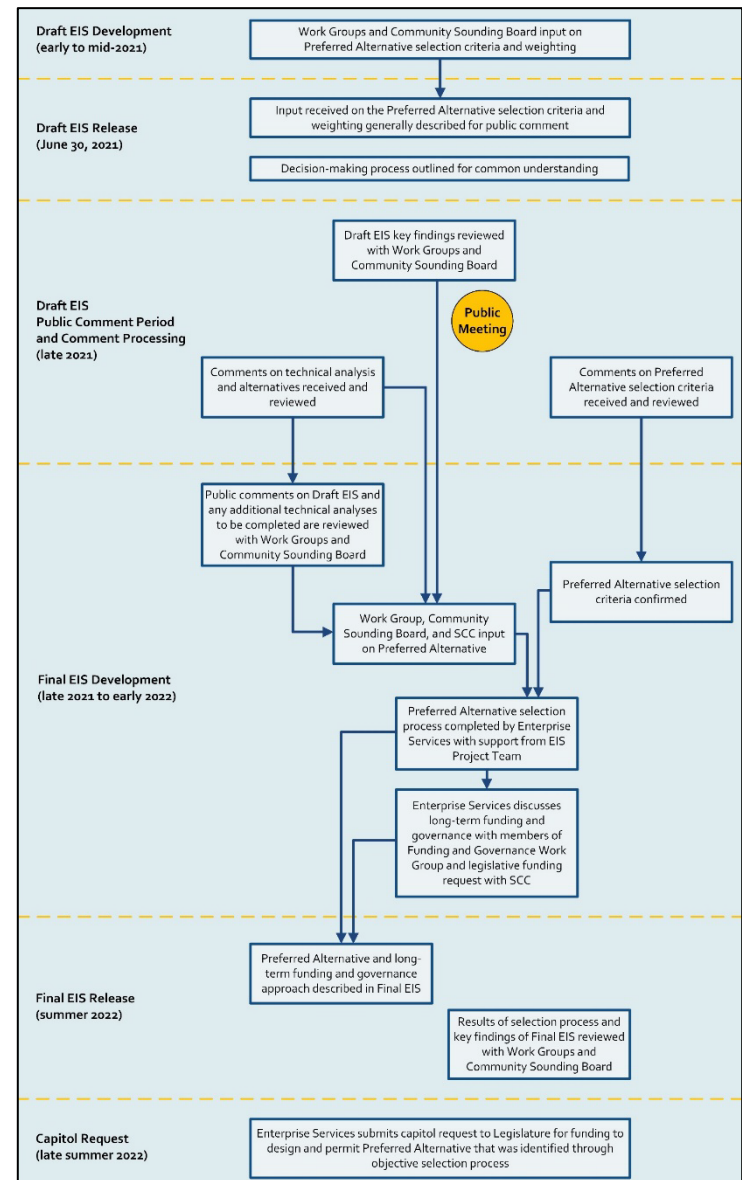 Draft EIS Development
(early to mid-2021)
Work Groups and Community Sounding Board input on
Preferred Alternative selection criteria and weighting
Draft EIS Release
(June 30, 2021)
Input received on the Preferred Alternative selection criteria and
weighting generally described for public comment
Decision-making process outlined for common understanding
Draft EIS
Public Comment Period
and Comment Processing
(late 2021)
Draft EIS key findings reviewed
with Work Groups and
Community Sounding Board
Public
Meeting
Comments on technical analysis
and alternatives received and
reviewed
Comments on Preferred
Alternative selection criteria
received and reviewed
Final EIS Development
(late 2021 to early 2022)
Public comments on Draft EIS and
any additional technical analyses
to be completed are reviewed
with Work Groups and
Community Sounding Board
Preferred Alternative selection
criteria confirmed
Work Group, Community
Sounding Board, and SCC input
on Preferred Alternative
Preferred Alternative selection
process completed by Enterprise
Services with support from EIS
Project Team
Enterprise Services discusses
long-term funding and
governance with members of
Funding and Governance Work
Group and legislative funding
request with SCC
Final EIS Release
(summer 2022)
Preferred Alternative and long-
term funding and governance
approach described in Final EIS
Results of selection process and
key findings of Final EIS reviewed
with Work Groups and
Community Sounding Board
Capitol Request
(late summer 2022)
Enterprise Services submits capitol request to Legislature for funding to
design and permit Preferred Alternative that was identified through
objective selection process